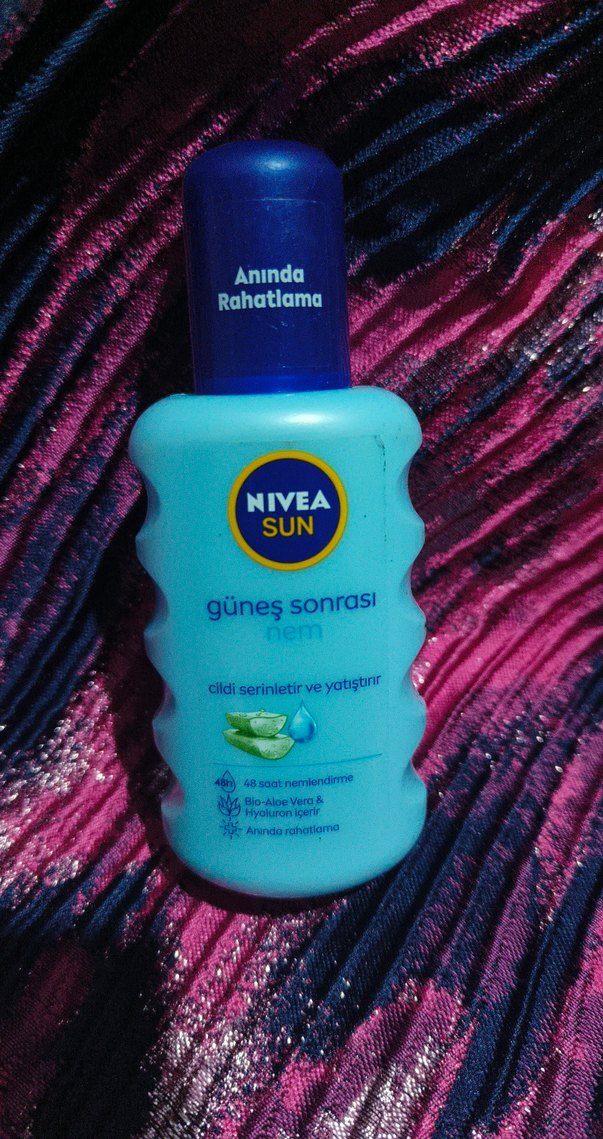 Anında
Rahatlama
NIVEA
SUN
güneş sonrası
nem
cildi serinletir ve yatıştırır
48h 48 saat nemlendirme
Bio-Aloe Vera &
Hyaluron içerir
Anında rahatlama